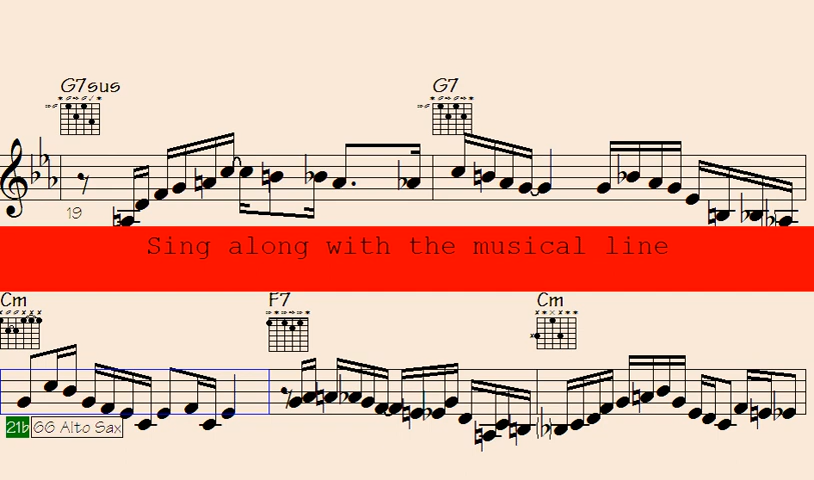 G7sus G7
19
Sing along with the musical line
Cm F7 Cm
21b 66 Alto Sax